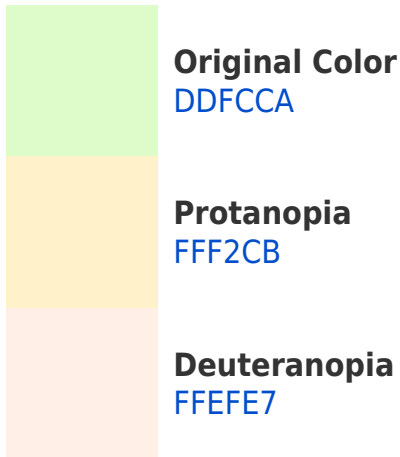 Original Color
DDFCCA
Protanopia
FFF2CB
Deuteranopia
FFEFE7